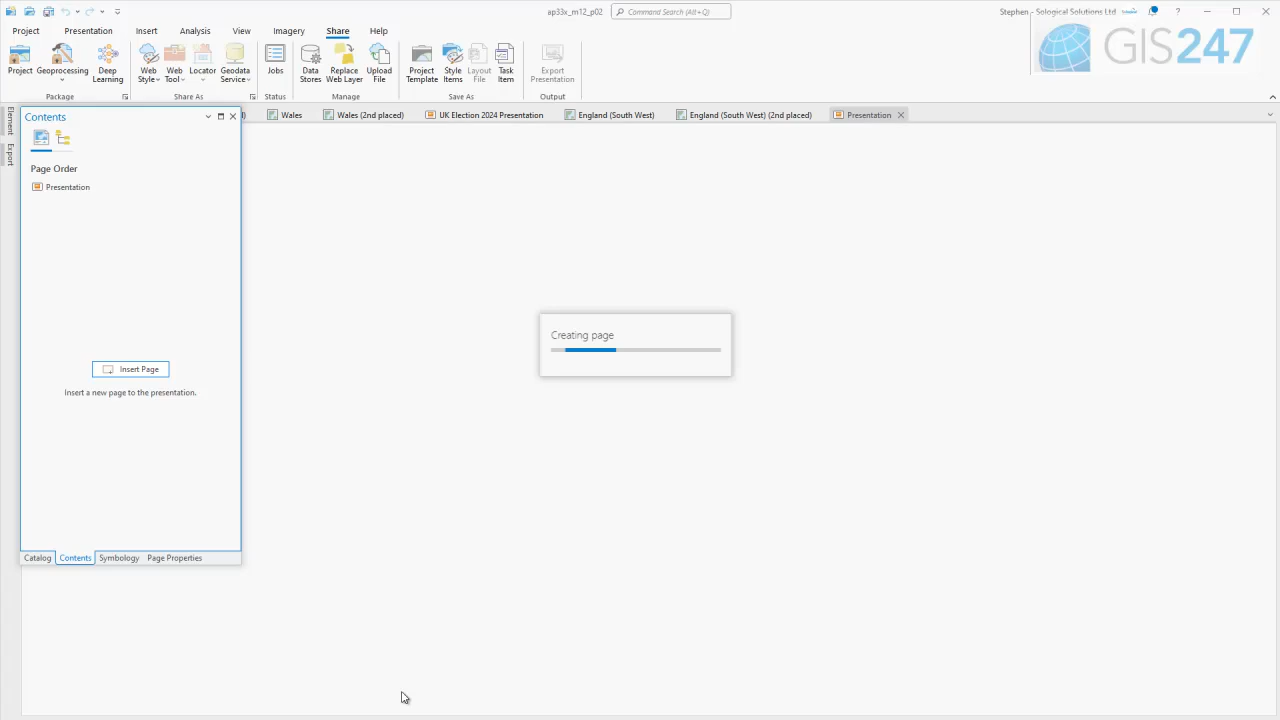 ap33x_m12_p02
Command Search (Alt+Q)
Stephen - Sological Solutions Ltd
?
Project
Presentation
Insert
Analysis
View
Imagery
Share
Help
GIS247
Project
Geoprocessing
Deep
Learning
Package
Web
Style
Web
Tool
Locator
Geodata
Service
Share As
Jobs
Status
Data
Stores
Replace
Web Layer
Upload
File
Manage
Project
Template
Style
Items
Layout
File
Task
Item
Save As
Export
Presentation
Output
Element
Export
Wales
Wales (2nd placed)
UK Election 2024 Presentation
England (South West)
England (South West) (2nd placed)
Presentation
Contents
Page Order
Presentation
Insert Page
Insert a new page to the presentation.
Creating page
Catalog
Contents
Symbology
Page Properties